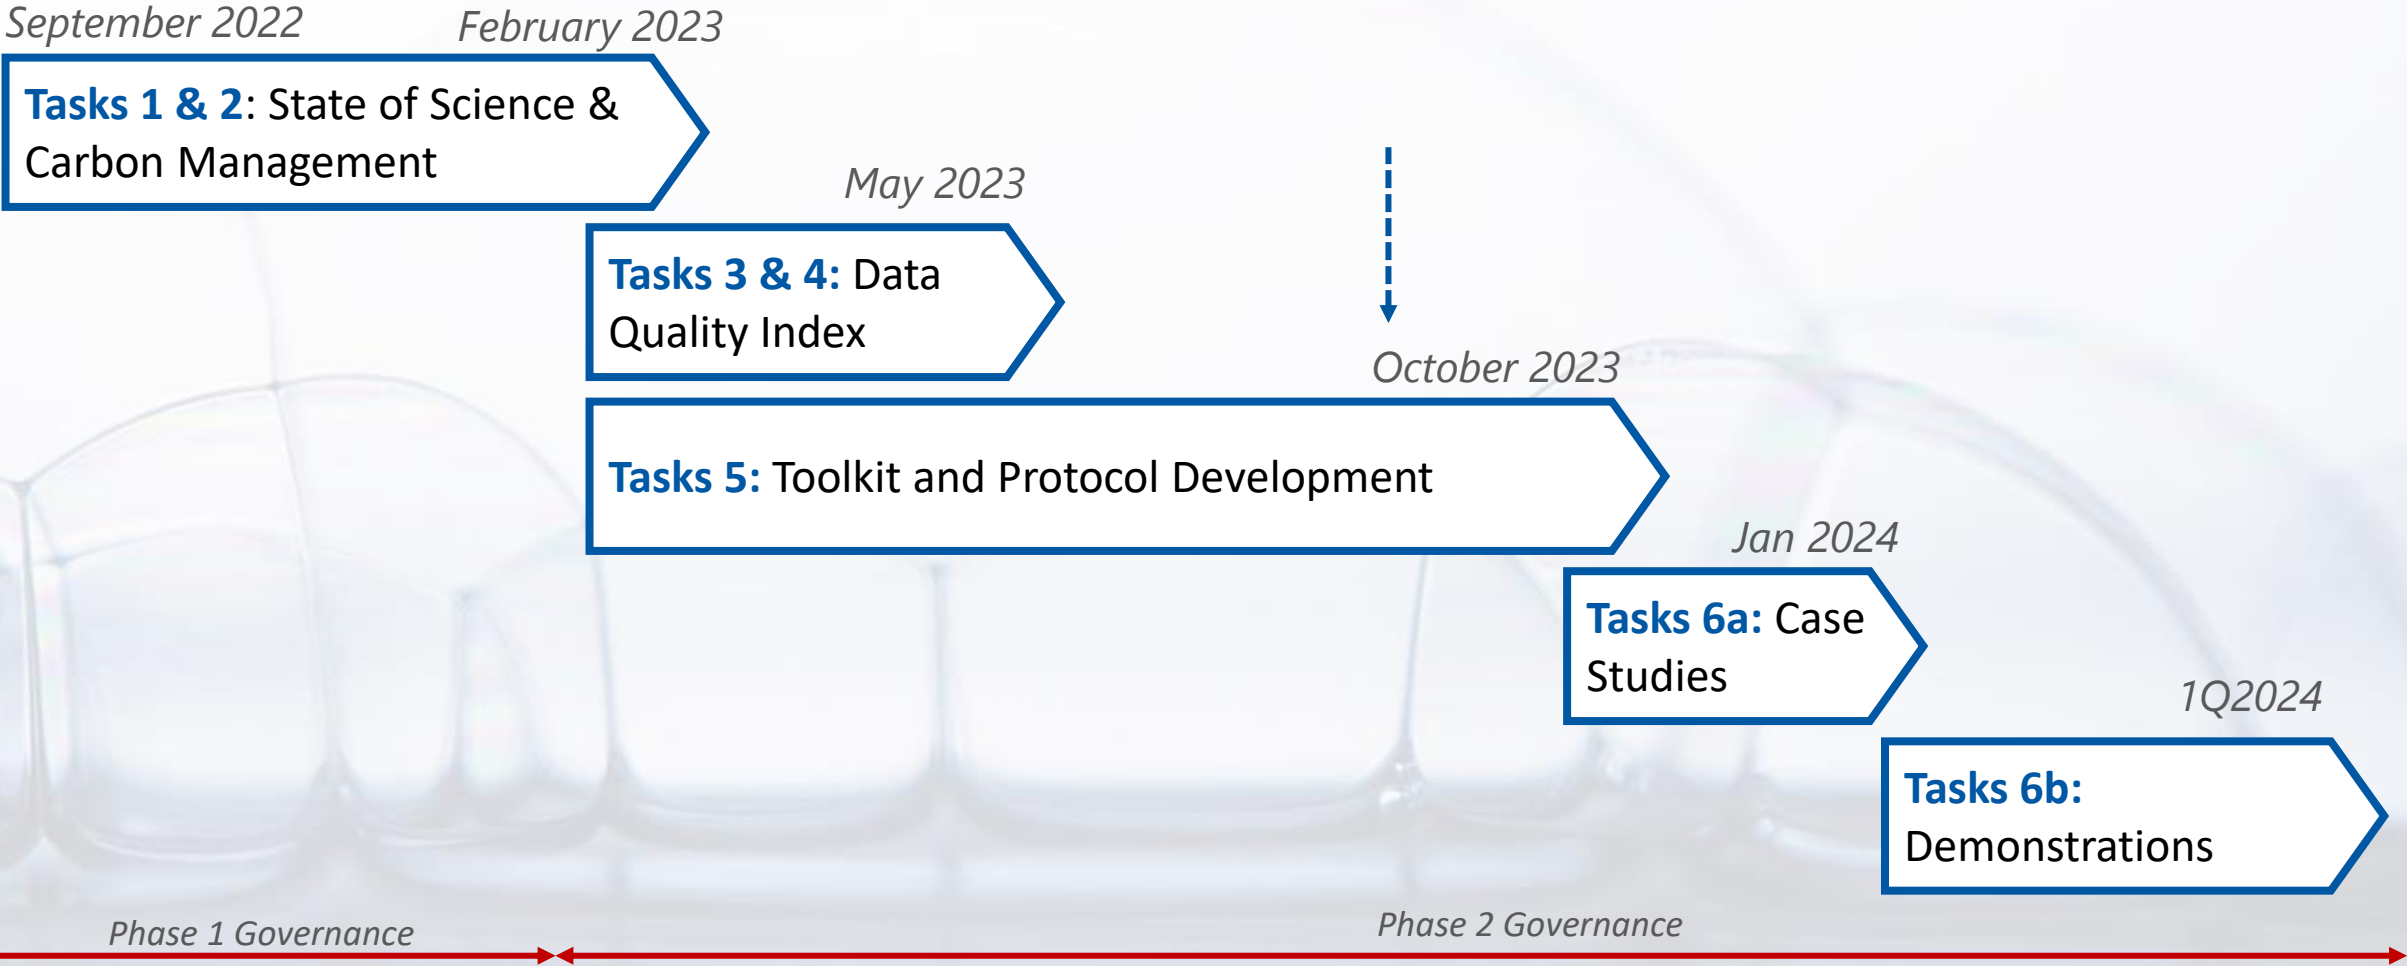 September 2022
February 2023
Tasks 1 & 2: State of Science &
Carbon Management
May 2023
Tasks 3 & 4: Data
Quality Index
October 2023
Tasks 5: Toolkit and Protocol Development
Jan 2024
Tasks 6a: Case
Studies
1Q2024
Tasks 6b:
Demonstrations
Phase 1 Governance
Phase 2 Governance